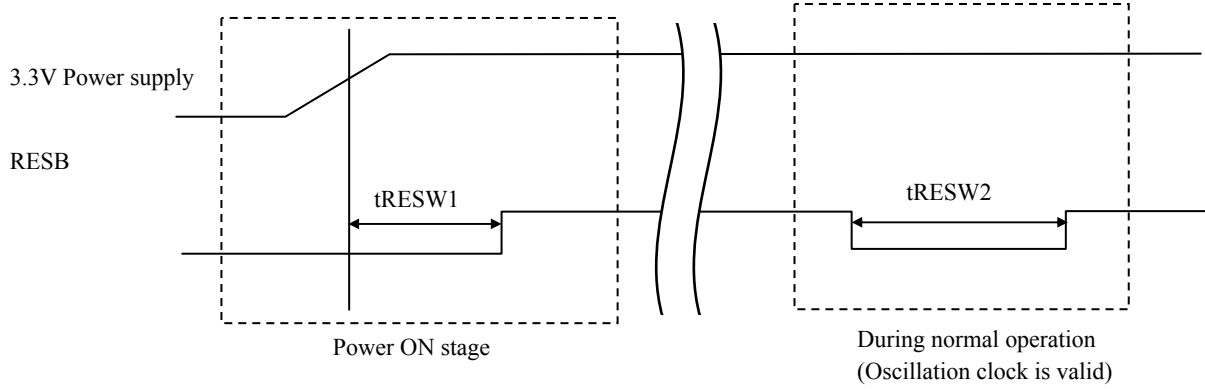 3.3V Power supply
RESB
tRESW1
tRESW2
Power ON stage
During normal operation
(Oscillation clock is valid)